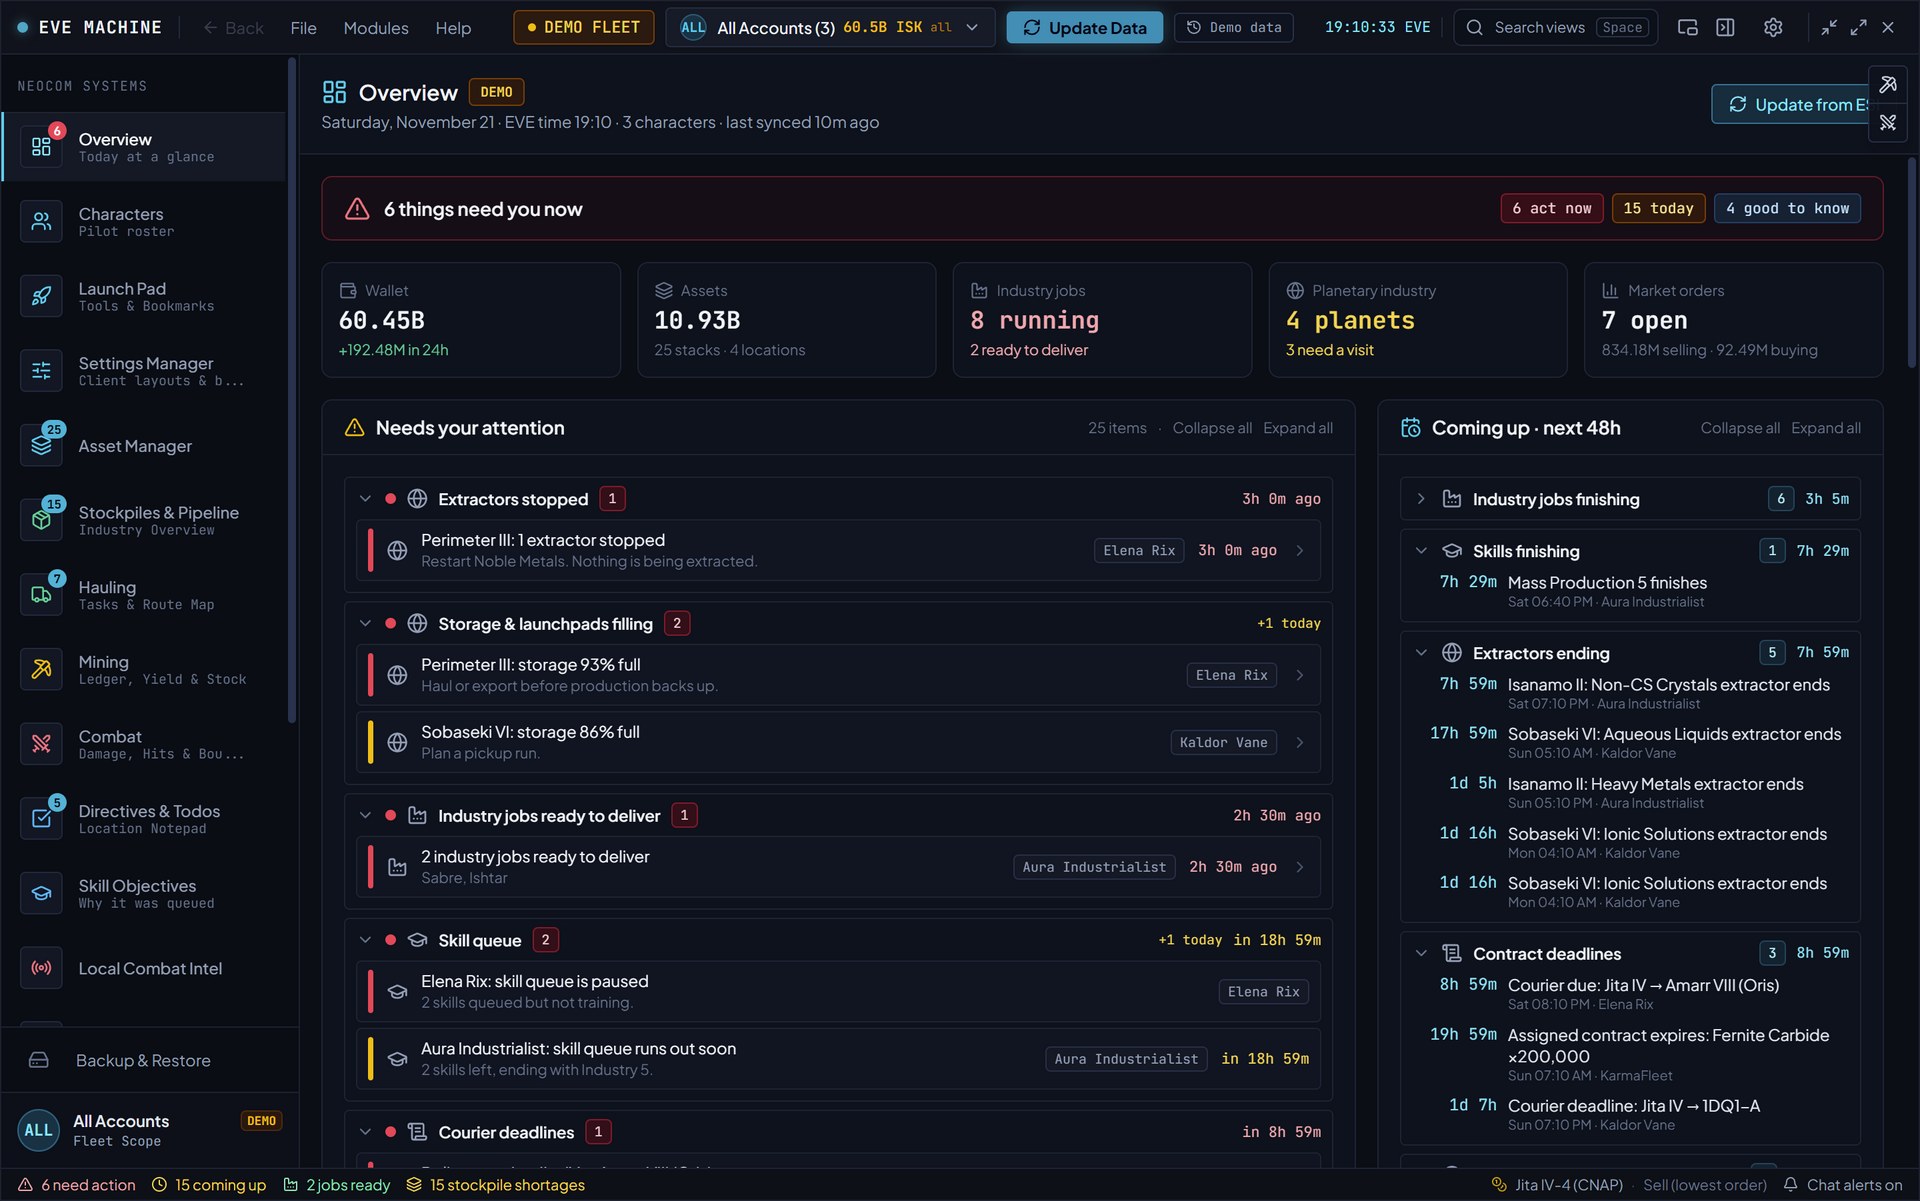 EVE MACHINE
Back
File
Modules
Help
DEMO FLEET
ALL All Accounts (3) 60.5B ISK all
Update Data
Demo data
19:10:33 EVE
Search views Space
NEOCOM SYSTEMS
6
Overview
Today at a glance
Characters
Pilot roster
Launch Pad
Tools & Bookmarks
Settings Manager
Client layouts & b...
25
Asset Manager
15
Stockpiles & Pipeline
Industry Overview
7
Hauling
Tasks & Route Map
Mining
Ledger, Yield & Stock
Combat
Damage, Hits & Bou...
5
Directives & Todos
Location Notepad
Skill Objectives
Why it was queued
Local Combat Intel
Backup & Restore
ALL
All Accounts
Fleet Scope
DEMO
Overview DEMO
Saturday, November 21 · EVE time 19:10 · 3 characters · last synced 10m ago
Update from
6 things need you now
6 act now
15 today
4 good to know
Wallet
60.45B
+192.48M in 24h
Assets
10.93B
25 stacks · 4 locations
Industry jobs
8 running
2 ready to deliver
Planetary industry
4 planets
3 need a visit
Market orders
7 open
834.18M selling · 92.49M buying
Needs your attention
25 items · Collapse all Expand all
Extractors stopped 1
3h 0m ago
Perimeter III: 1 extractor stopped
Restart Noble Metals. Nothing is being extracted.
Elena Rix 3h 0m ago
Storage & launchpads filling 2
+1 today
Perimeter III: storage 93% full
Haul or export before production backs up.
Elena Rix
Sobaseki VI: storage 86% full
Plan a pickup run.
Kaldor Vane
Industry jobs ready to deliver 1
2h 30m ago
2 industry jobs ready to deliver
Sabre, Ishtar
Aura Industrialist 2h 30m ago
Skill queue 2
+1 today in 18h 59m
Elena Rix: skill queue is paused
2 skills queued but not training.
Elena Rix
Aura Industrialist: skill queue runs out soon
2 skills left, ending with Industry 5.
Aura Industrialist in 18h 59m
Courier deadlines 1
in 8h 59m
Coming up · next 48h
Collapse all Expand all
Industry jobs finishing 6 3h 5m
Skills finishing 1 7h 29m
7h 29m Mass Production 5 finishes
Sat 06:40 PM · Aura Industrialist
Extractors ending 5 7h 59m
7h 59m Isanamo II: Non-CS Crystals extractor ends
Sat 07:10 PM · Aura Industrialist
17h 59m Sobaseki VI: Aqueous Liquids extractor ends
Sun 05:10 AM · Kaldor Vane
1d 5h Isanamo II: Heavy Metals extractor ends
Sun 05:10 PM · Aura Industrialist
1d 16h Sobaseki VI: Ionic Solutions extractor ends
Mon 04:10 AM · Kaldor Vane
1d 16h Sobaseki VI: Ionic Solutions extractor ends
Mon 04:10 AM · Kaldor Vane
Contract deadlines 3 8h 59m
8h 59m Courier due: Jita IV → Amarr VIII (Oris)
Sat 08:10 PM · Elena Rix
19h 59m Assigned contract expires: Fernite Carbide
×200,000
Sun 07:10 AM · KarmaFleet
1d 7h Courier deadline: Jita IV → 1DQ1-A
Sun 07:10 PM · Kaldor Vane
6 need action
15 coming up
2 jobs ready
15 stockpile shortages
Jita IV-4 (CNAP) · Sell (lowest order)
Chat alerts on